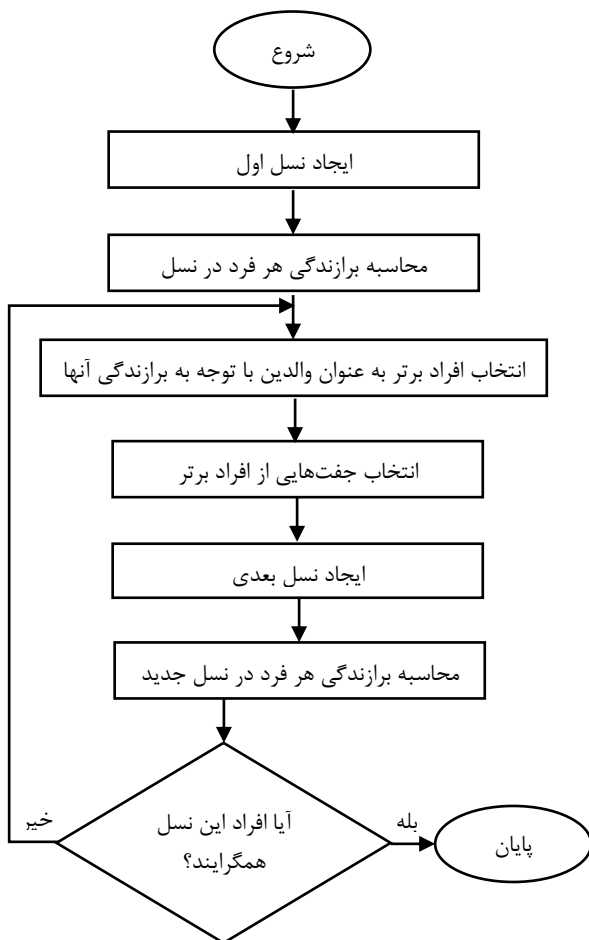 شروع
ایجاد نسل اول
محاسبه برازندگی هر فرد در نسل
انتخاب افراد برتر به عنوان والدین با توجه به برازندگی آنها
انتخاب جفت‌هایی از افراد برتر
ایجاد نسل بعدی
محاسبه برازندگی هر فرد در نسل جدید
آیا افراد این نسل
همگرایند؟
خیر
بله
پایان